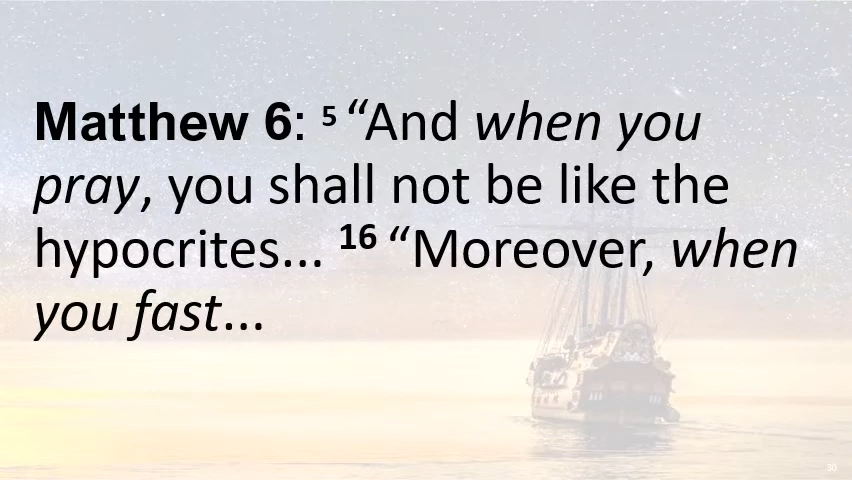 Matthew 6: 5 “And when you
pray, you shall not be like the
hypocrites... 16 “Moreover, when
you fast...
30